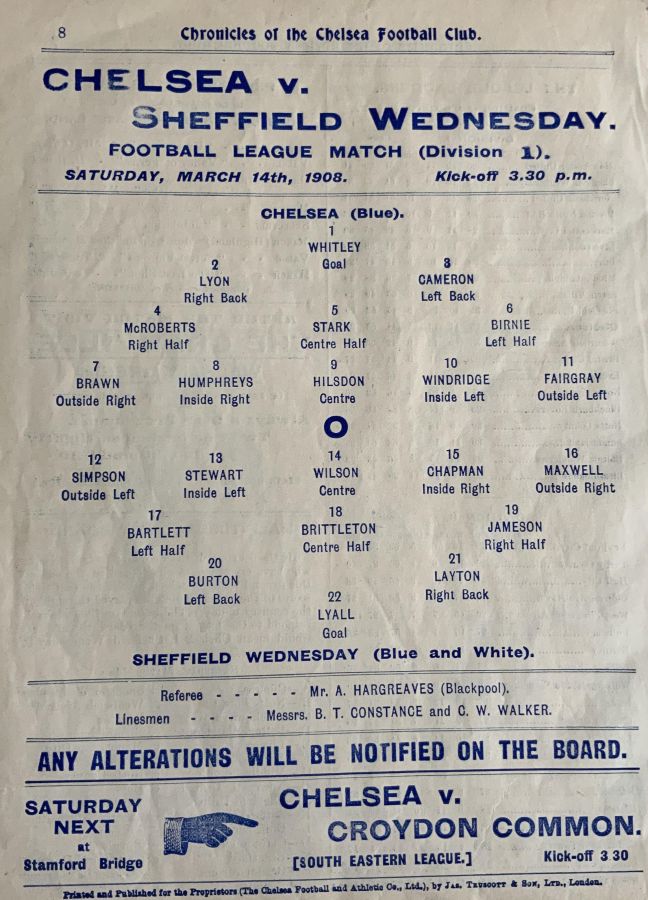 8 Chronicles of the Chelsea Football Club.
CHELSEA v.
SHEFFIELD WEDNESDAY.
FOOTBALL LEAGUE MATCH (Division 1).
SATURDAY, MARCH 14th, 1908. Kick-off 3.30 p.m.
CHELSEA (Blue).
1
WHITLEY
Goal
2 3
LYON CAMERON
Right Back Left Back
4 5 6
McROBERTS STARK BIRNIE
Right Half Centre Half Left Half
7 8 9 10 11
BRAWN HUMPHREYS HILSDON WINDRIDGE FAIRGRAY
Outside Right Inside Right Centre Inside Left Outside Left
O
12 13 14 15 16
SIMPSON STEWART WILSON CHAPMAN MAXWELL
Outside Left Inside Left Centre Inside Right Outside Right
17 18 19
BARTLETT BRITTLETON JAMESON
Left Half Centre Half Right Half
20 21
BURTON LAYTON
Left Back Right Back
22
LYALL
Goal
SHEFFIELD WEDNESDAY (Blue and White).
Referee - - - - - Mr. A. HARGREAVES (Blackpool).
Linesmen - - - - Messrs. B. T. CONSTANCE and C. W. WALKER.
ANY ALTERATIONS WILL BE NOTIFIED ON THE BOARD.
SATURDAY
NEXT
at
Stamford Bridge
CHELSEA v.
CROYDON COMMON.
[SOUTH EASTERN LEAGUE.] Kick-off 3 30
Printed and Published for the Proprietors (The Chelsea Football and Athletic Co., Ltd.), by JAS. TRUSCOTT & SON, LTD., London.